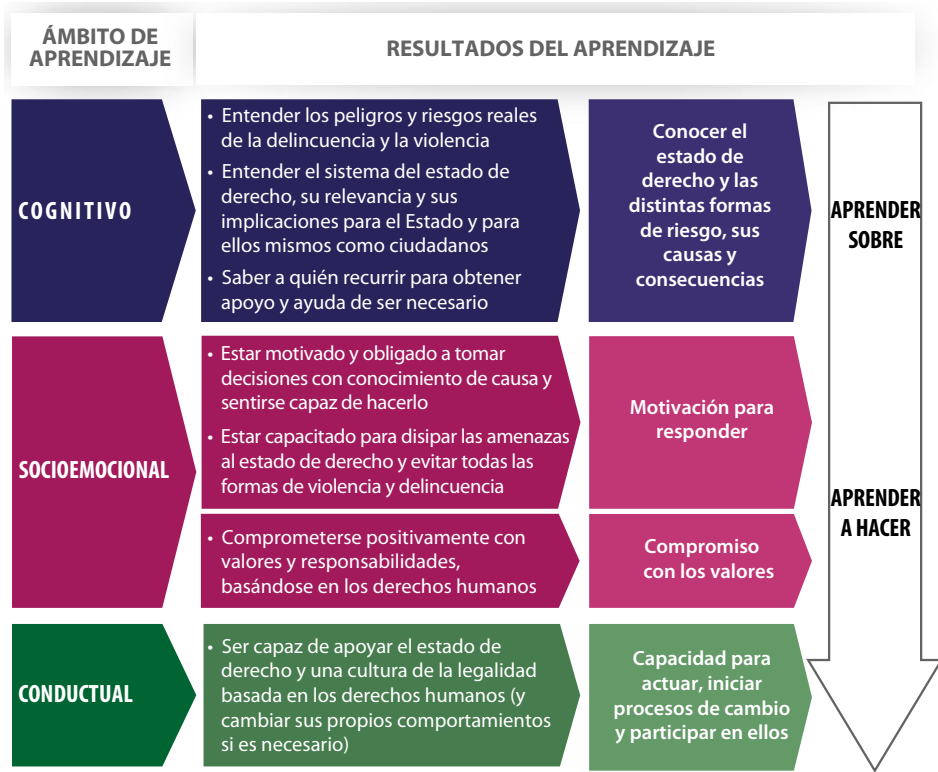 ÁMBITO DE
APRENDIZAJE
RESULTADOS DEL APRENDIZAJE
COGNITIVO
• Entender los peligros y riesgos reales
de la delincuencia y la violencia
• Entender el sistema del estado de
derecho, su relevancia y sus
implicaciones para el Estado y para
ellos mismos como ciudadanos
• Saber a quién recurrir para obtener
apoyo y ayuda de ser necesario
Conocer el
estado de
derecho y las
distintas formas
de riesgo, sus
causas y
consecuencias
APRENDER
SOBRE
SOCIOEMOCIONAL
• Estar motivado y obligado a tomar
decisiones con conocimiento de causa y
sentirse capaz de hacerlo
• Estar capacitado para disipar las amenazas
al estado de derecho y evitar todas las
formas de violencia y delincuencia
Motivación para
responder
• Comprometerse positivamente con
valores y responsabilidades,
basándose en los derechos humanos
Compromiso
con los valores
APRENDER
A HACER
CONDUCTUAL
• Ser capaz de apoyar el estado de
derecho y una cultura de la legalidad
basada en los derechos humanos (y
cambiar sus propios comportamientos
si es necesario)
Capacidad para
actuar, iniciar
procesos de cambio
y participar en ellos